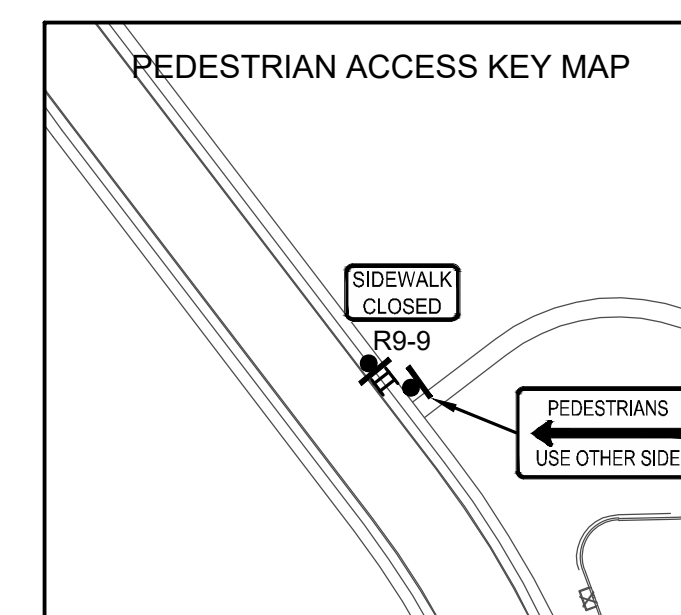 PEDESTRIAN ACCESS KEY MAP
SIDEWALK
CLOSED
R9-9
PEDESTRIANS
USE OTHER SIDE